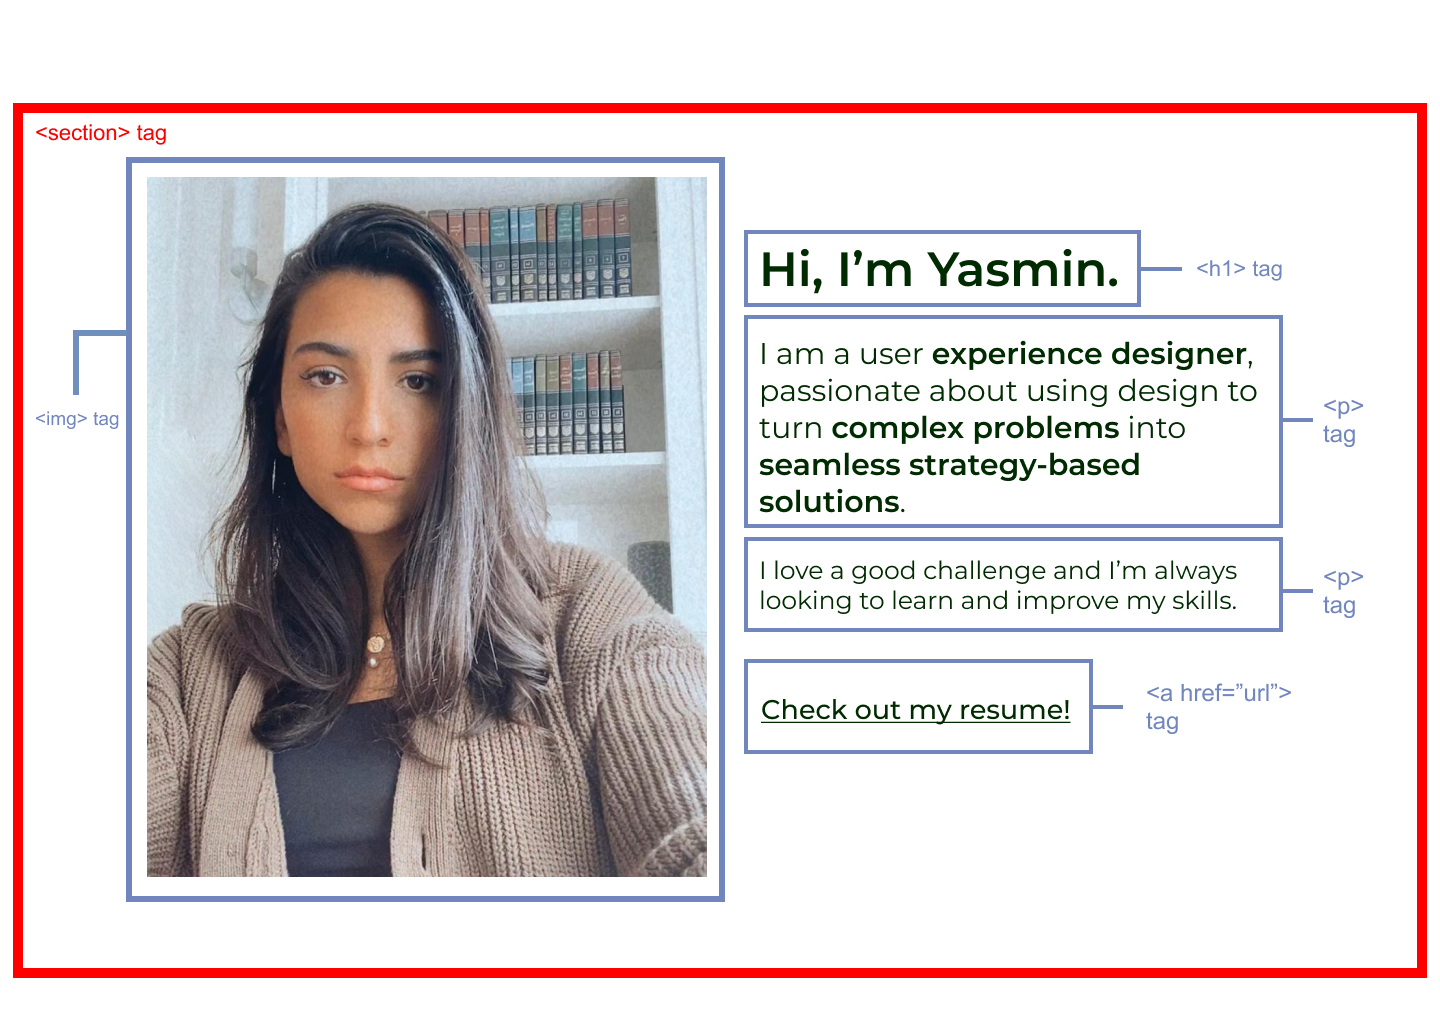 <section> tag
<img> tag
Hi, I’m Yasmin.
<h1> tag
I am a user experience designer,
passionate about using design to
turn complex problems into
seamless strategy-based
solutions.
<p>
tag
I love a good challenge and I’m always
looking to learn and improve my skills.
<p>
tag
Check out my resume!
<a href=”url”>
tag